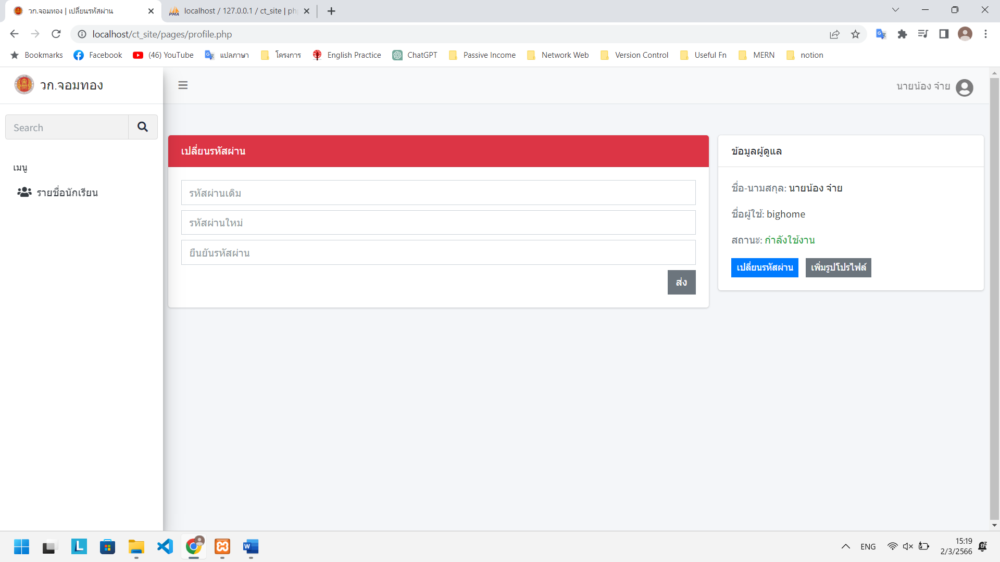 วก.จอมทอง | เปลี่ยนรหัสผ่าน
localhost / 127.0.0.1 / ct_site | ph
localhost/ct_site/pages/profile.php
Bookmarks Facebook (46) YouTube แปลภาษา โครงการ English Practice ChatGPT Passive Income Network Web Version Control Useful Fn MERN notion
วก.จอมทอง
นายน้อง จ๋าย
Search
เมนู
รายชื่อนักเรียน
เปลี่ยนรหัสผ่าน
รหัสผ่านเดิม
รหัสผ่านใหม่
ยืนยันรหัสผ่าน
ส่ง
ข้อมูลผู้ดูแล
ชื่อ-นามสกุล: นายน้อง จ๋าย
ชื่อผู้ใช้: bighome
สถานะ: กำลังใช้งาน
เปลี่ยนรหัสผ่าน เพิ่มรูปโปรไฟล์
ENG
15:19
2/3/2566